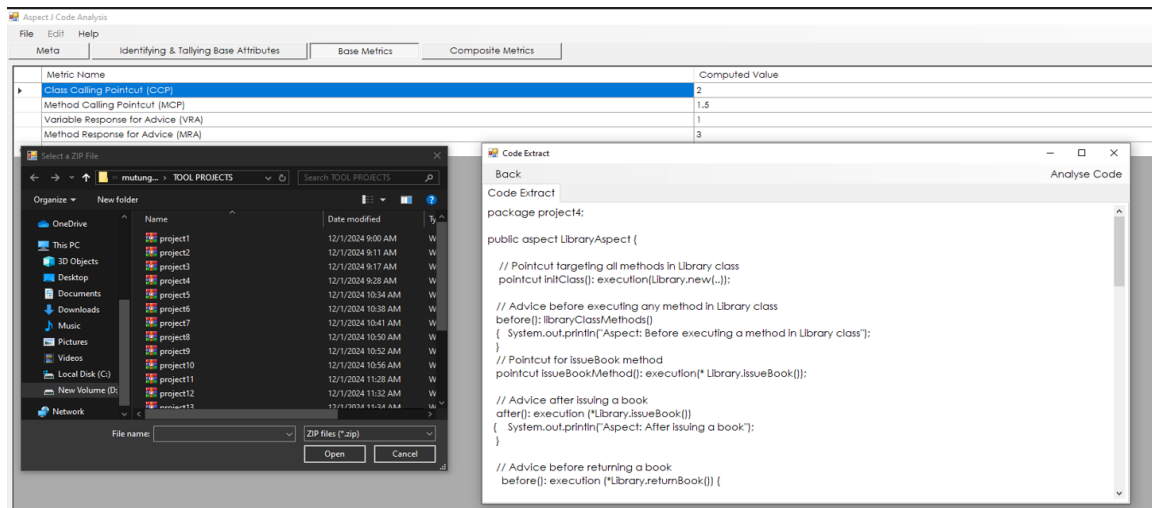 Aspect J Code Analysis
File Edit Help
Meta Identifying & Tallying Base Attributes Base Metrics Composite Metrics
Metric Name Computed Value
Class Calling Pointcut (CCP) 2
Method Calling Pointcut (MCP) 1.5
Variable Response for Advice (VRA) 1
Method Response for Advice (MRA) 3
Select a ZIP File
« mutung... > TOOL PROJECTS Search TOOL PROJECTS
Organize New folder
Name Date modified Ty
OneDrive
This PC
3D Objects
Desktop
Documents
Downloads
Music
Pictures
Videos
Local Disk (C:)
New Volume (D:
Network
project1 12/1/2024 9:00 AM W
project2 12/1/2024 9:11 AM W
project3 12/1/2024 9:17 AM W
project4 12/1/2024 9:28 AM W
project5 12/1/2024 10:34 AM W
project6 12/1/2024 10:38 AM W
project7 12/1/2024 10:41 AM W
project8 12/1/2024 10:50 AM W
project9 12/1/2024 10:52 AM W
project10 12/1/2024 10:56 AM W
project11 12/1/2024 11:28 AM W
project12 12/1/2024 11:32 AM W
project13 12/1/2024 11:34 AM W
File name: ZIP files (*.zip)
Open Cancel
Code Extract
Back Analyse Code
Code Extract
package project4;
public aspect LibraryAspect {
// Pointcut targeting all methods in Library class
pointcut initClass(): execution(Library.new(..));
// Advice before executing any method in Library class
before(): libraryClassMethods()
{ System.out.println("Aspect: Before executing a method in Library class");
}
// Pointcut for issueBook method
pointcut issueBookMethod(): execution(* Library.issueBook());
// Advice after issuing a book
after(): execution (*Library.issueBook())
{ System.out.println("Aspect: After issuing a book");
}
// Advice before returning a book
before(): execution (*Library.returnBook()) {